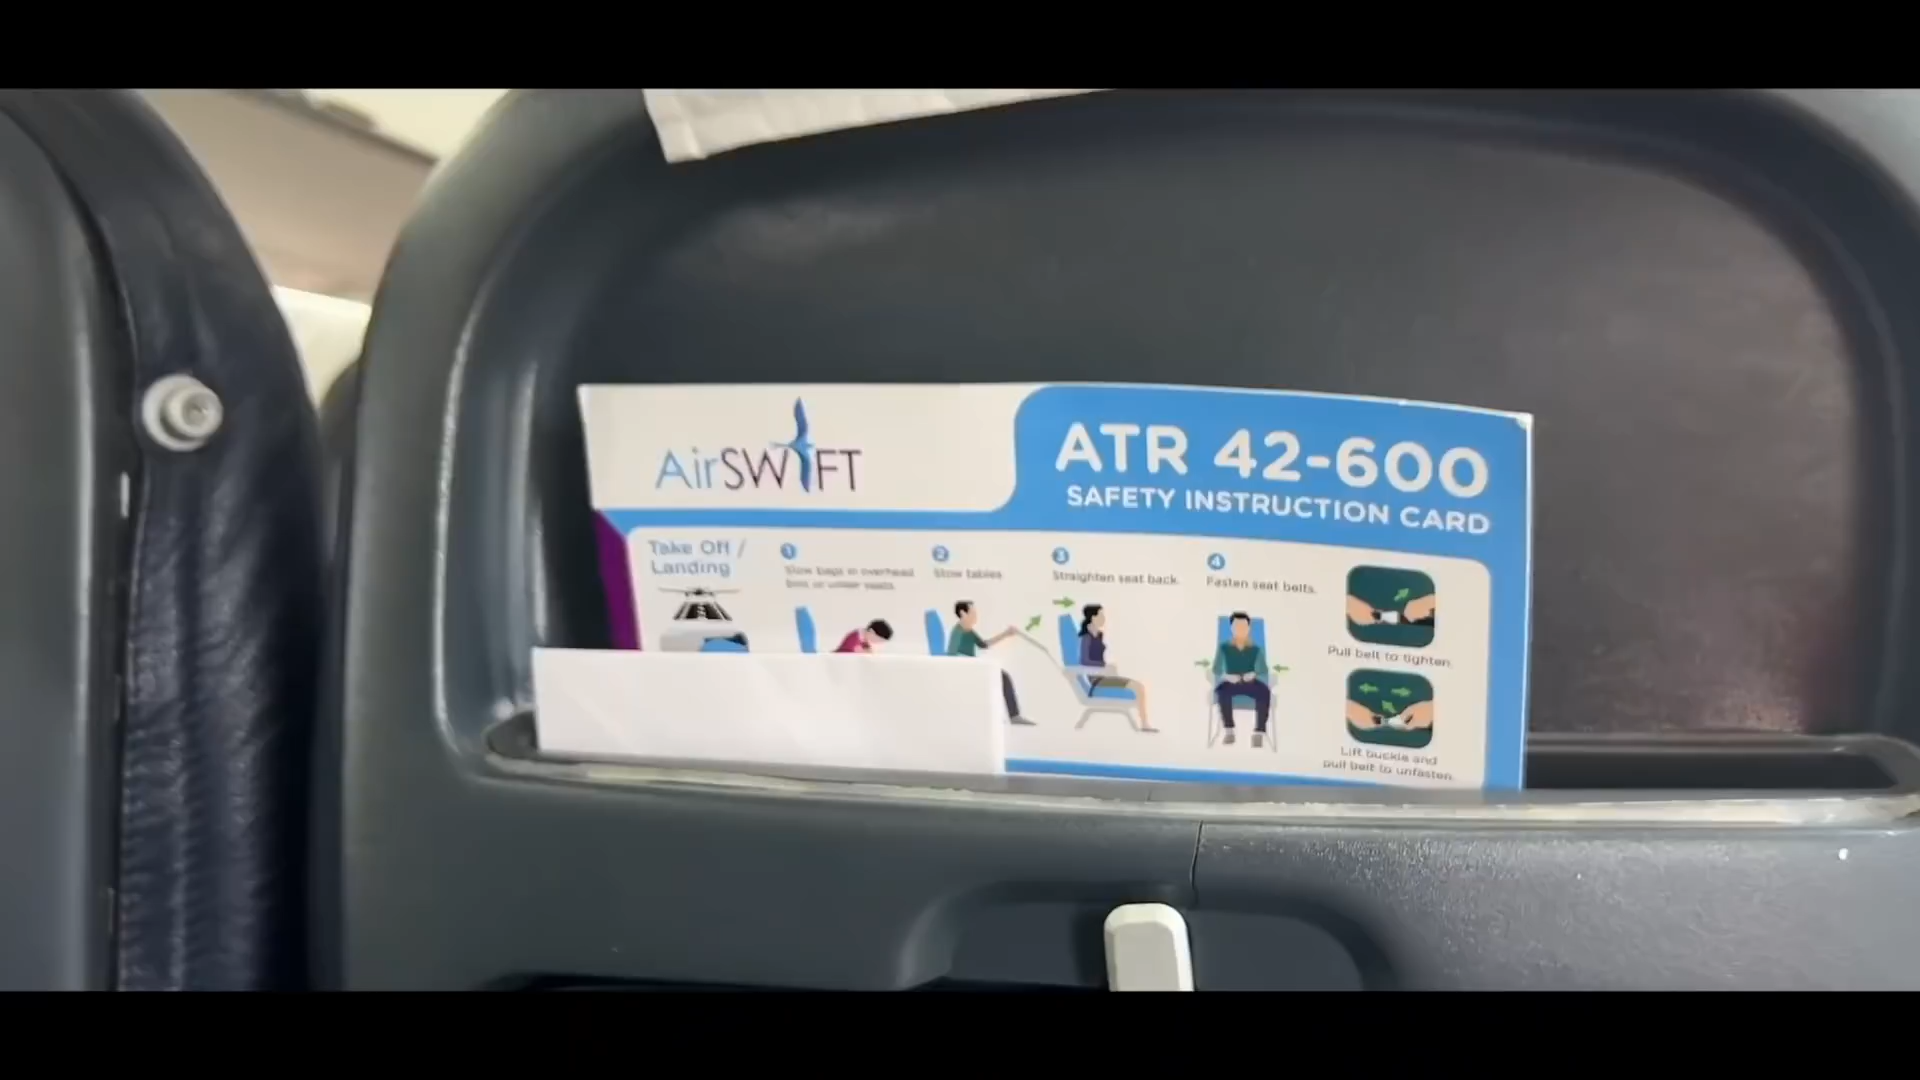 AirSWIFT
ATR 42-600
SAFETY INSTRUCTION CARD
Take Off /
Landing
1
Stow bags in overhead
bins or under seats.
2
Stow tables
3
Straighten seat back.
4
Fasten seat belts.
Pull belt to tighten.
Lift buckle and
pull belt to unfasten.